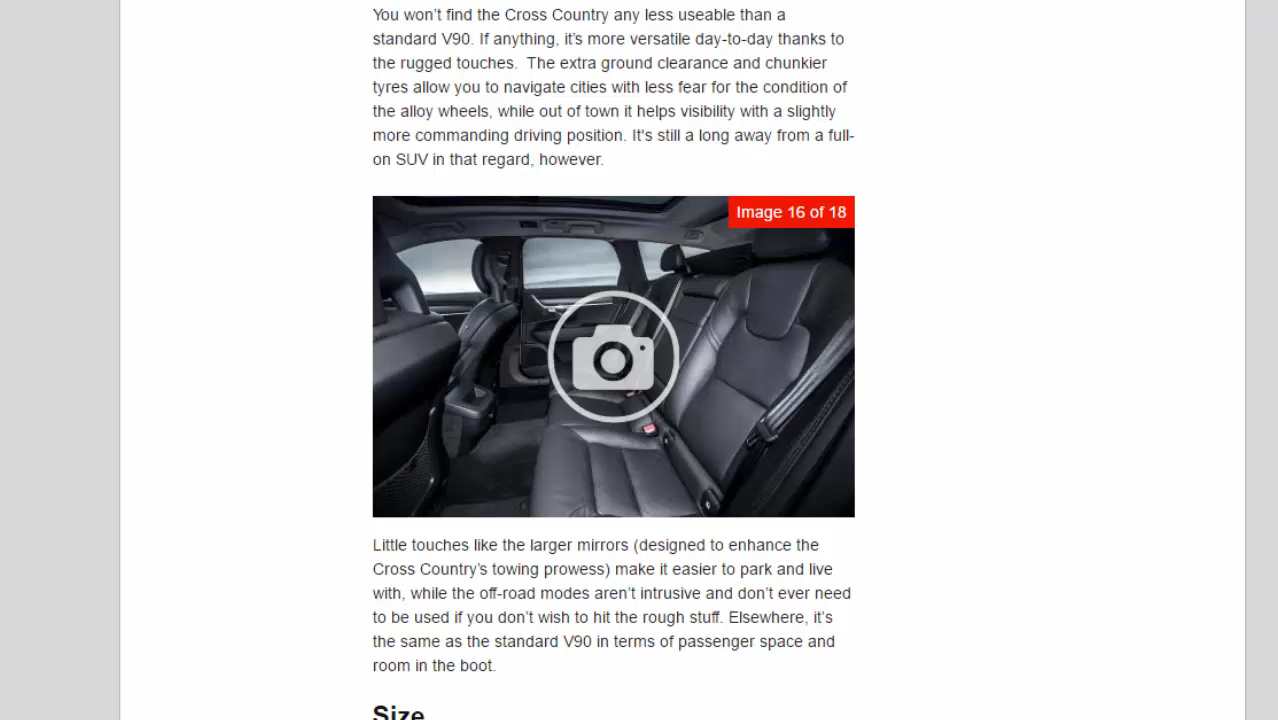 You won’t find the Cross Country any less useable than a
standard V90. If anything, it’s more versatile day-to-day thanks to
the rugged touches.  The extra ground clearance and chunkier
tyres allow you to navigate cities with less fear for the condition of
the alloy wheels, while out of town it helps visibility with a slightly
more commanding driving position. It's still a long away from a full-
on SUV in that regard, however.
Image 16 of 18
Little touches like the larger mirrors (designed to enhance the
Cross Country’s towing prowess) make it easier to park and live
with, while the off-road modes aren’t intrusive and don’t ever need
to be used if you don’t wish to hit the rough stuff. Elsewhere, it’s
the same as the standard V90 in terms of passenger space and
room in the boot.
Size